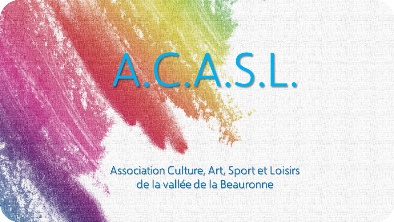 A.C.A.S.L.
Association Culture, Art, Sport et Loisirs
de la vallée de la Beauronne